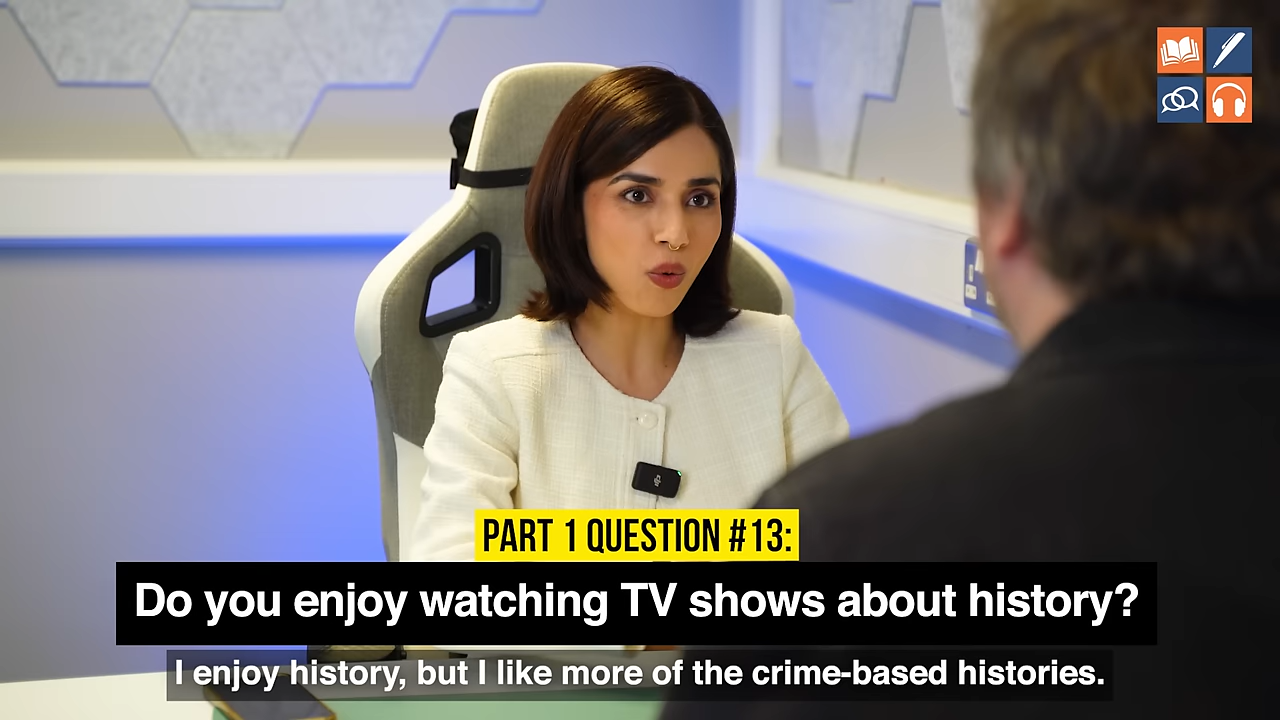 PART 1 QUESTION #13:
Do you enjoy watching TV shows about history?
I enjoy history, but I like more of the crime-based histories.